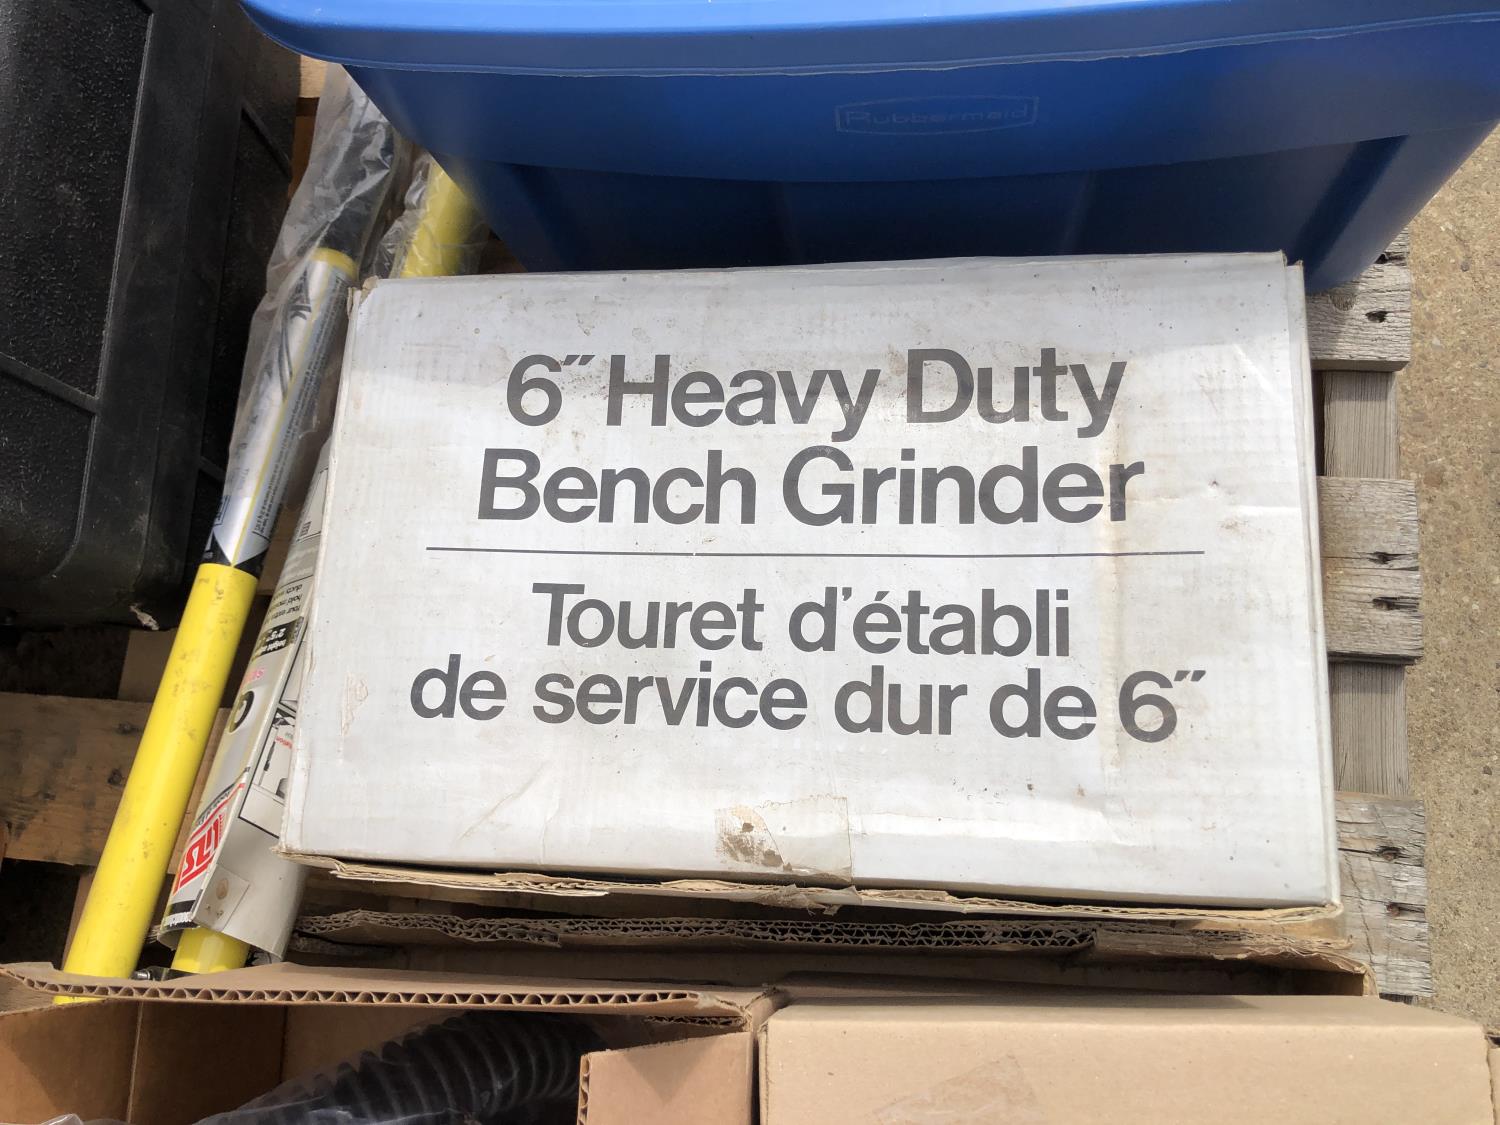 Rubbermaid
6" Heavy Duty
Bench Grinder
Touret d'établi
de service dur de 6"